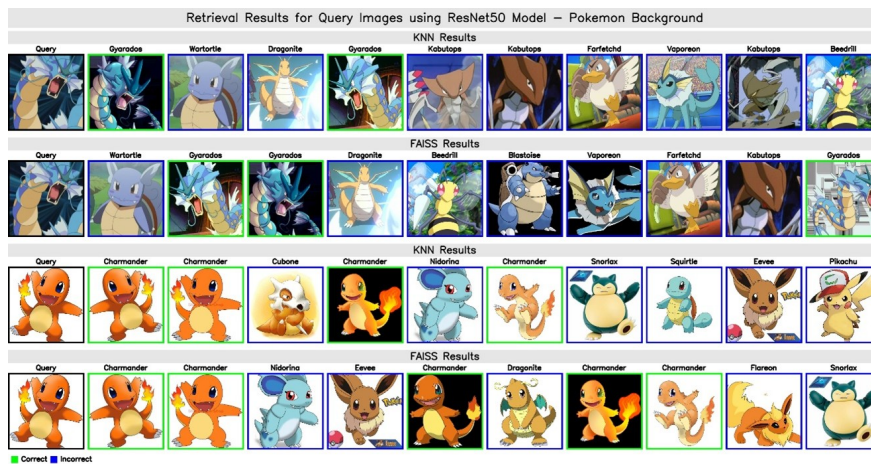 Retrieval Results for Query Images using ResNet50 Model – Pokemon Background
KNN Results
Query Gyarados Wartortle Dragonite Gyarados Kabutops Kabutops Farfetchd Vaporeon Kabutops Beedrill
FAISS Results
Query Wartortle Gyarados Gyarados Dragonite Beedrill Blastoise Vaporeon Farfetchd Kabutops Gyarados
KNN Results
Query Charmander Charmander Cubone Charmander Nidorina Charmander Snorlax Squirtle Eevee Pikachu
FAISS Results
Query Charmander Charmander Nidorina Eevee Charmander Dragonite Charmander Charmander Flareon Snorlax
Correct Incorrect